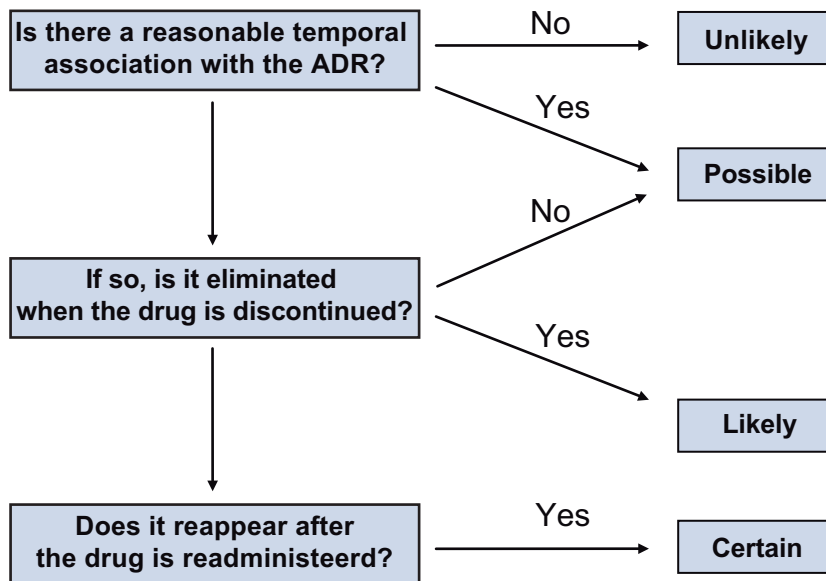 Is there a reasonable temporal
association with the ADR?
No
Unlikely
Yes
Possible
No
If so, is it eliminated
when the drug is discontinued?
Yes
Likely
Does it reappear after
the drug is readministeerd?
Yes
Certain